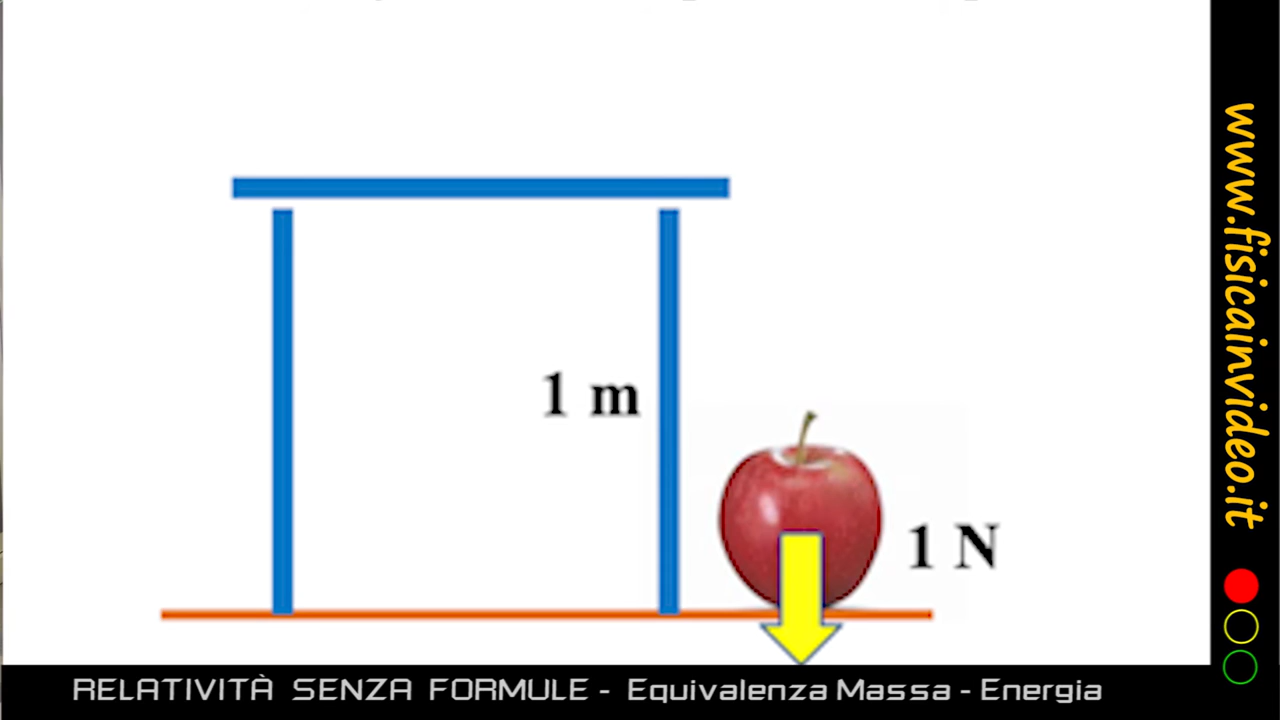 1 m
1 N
www.fisicainvideo.it
RELATIVITÀ SENZA FORMULE - Equivalenza Massa - Energia